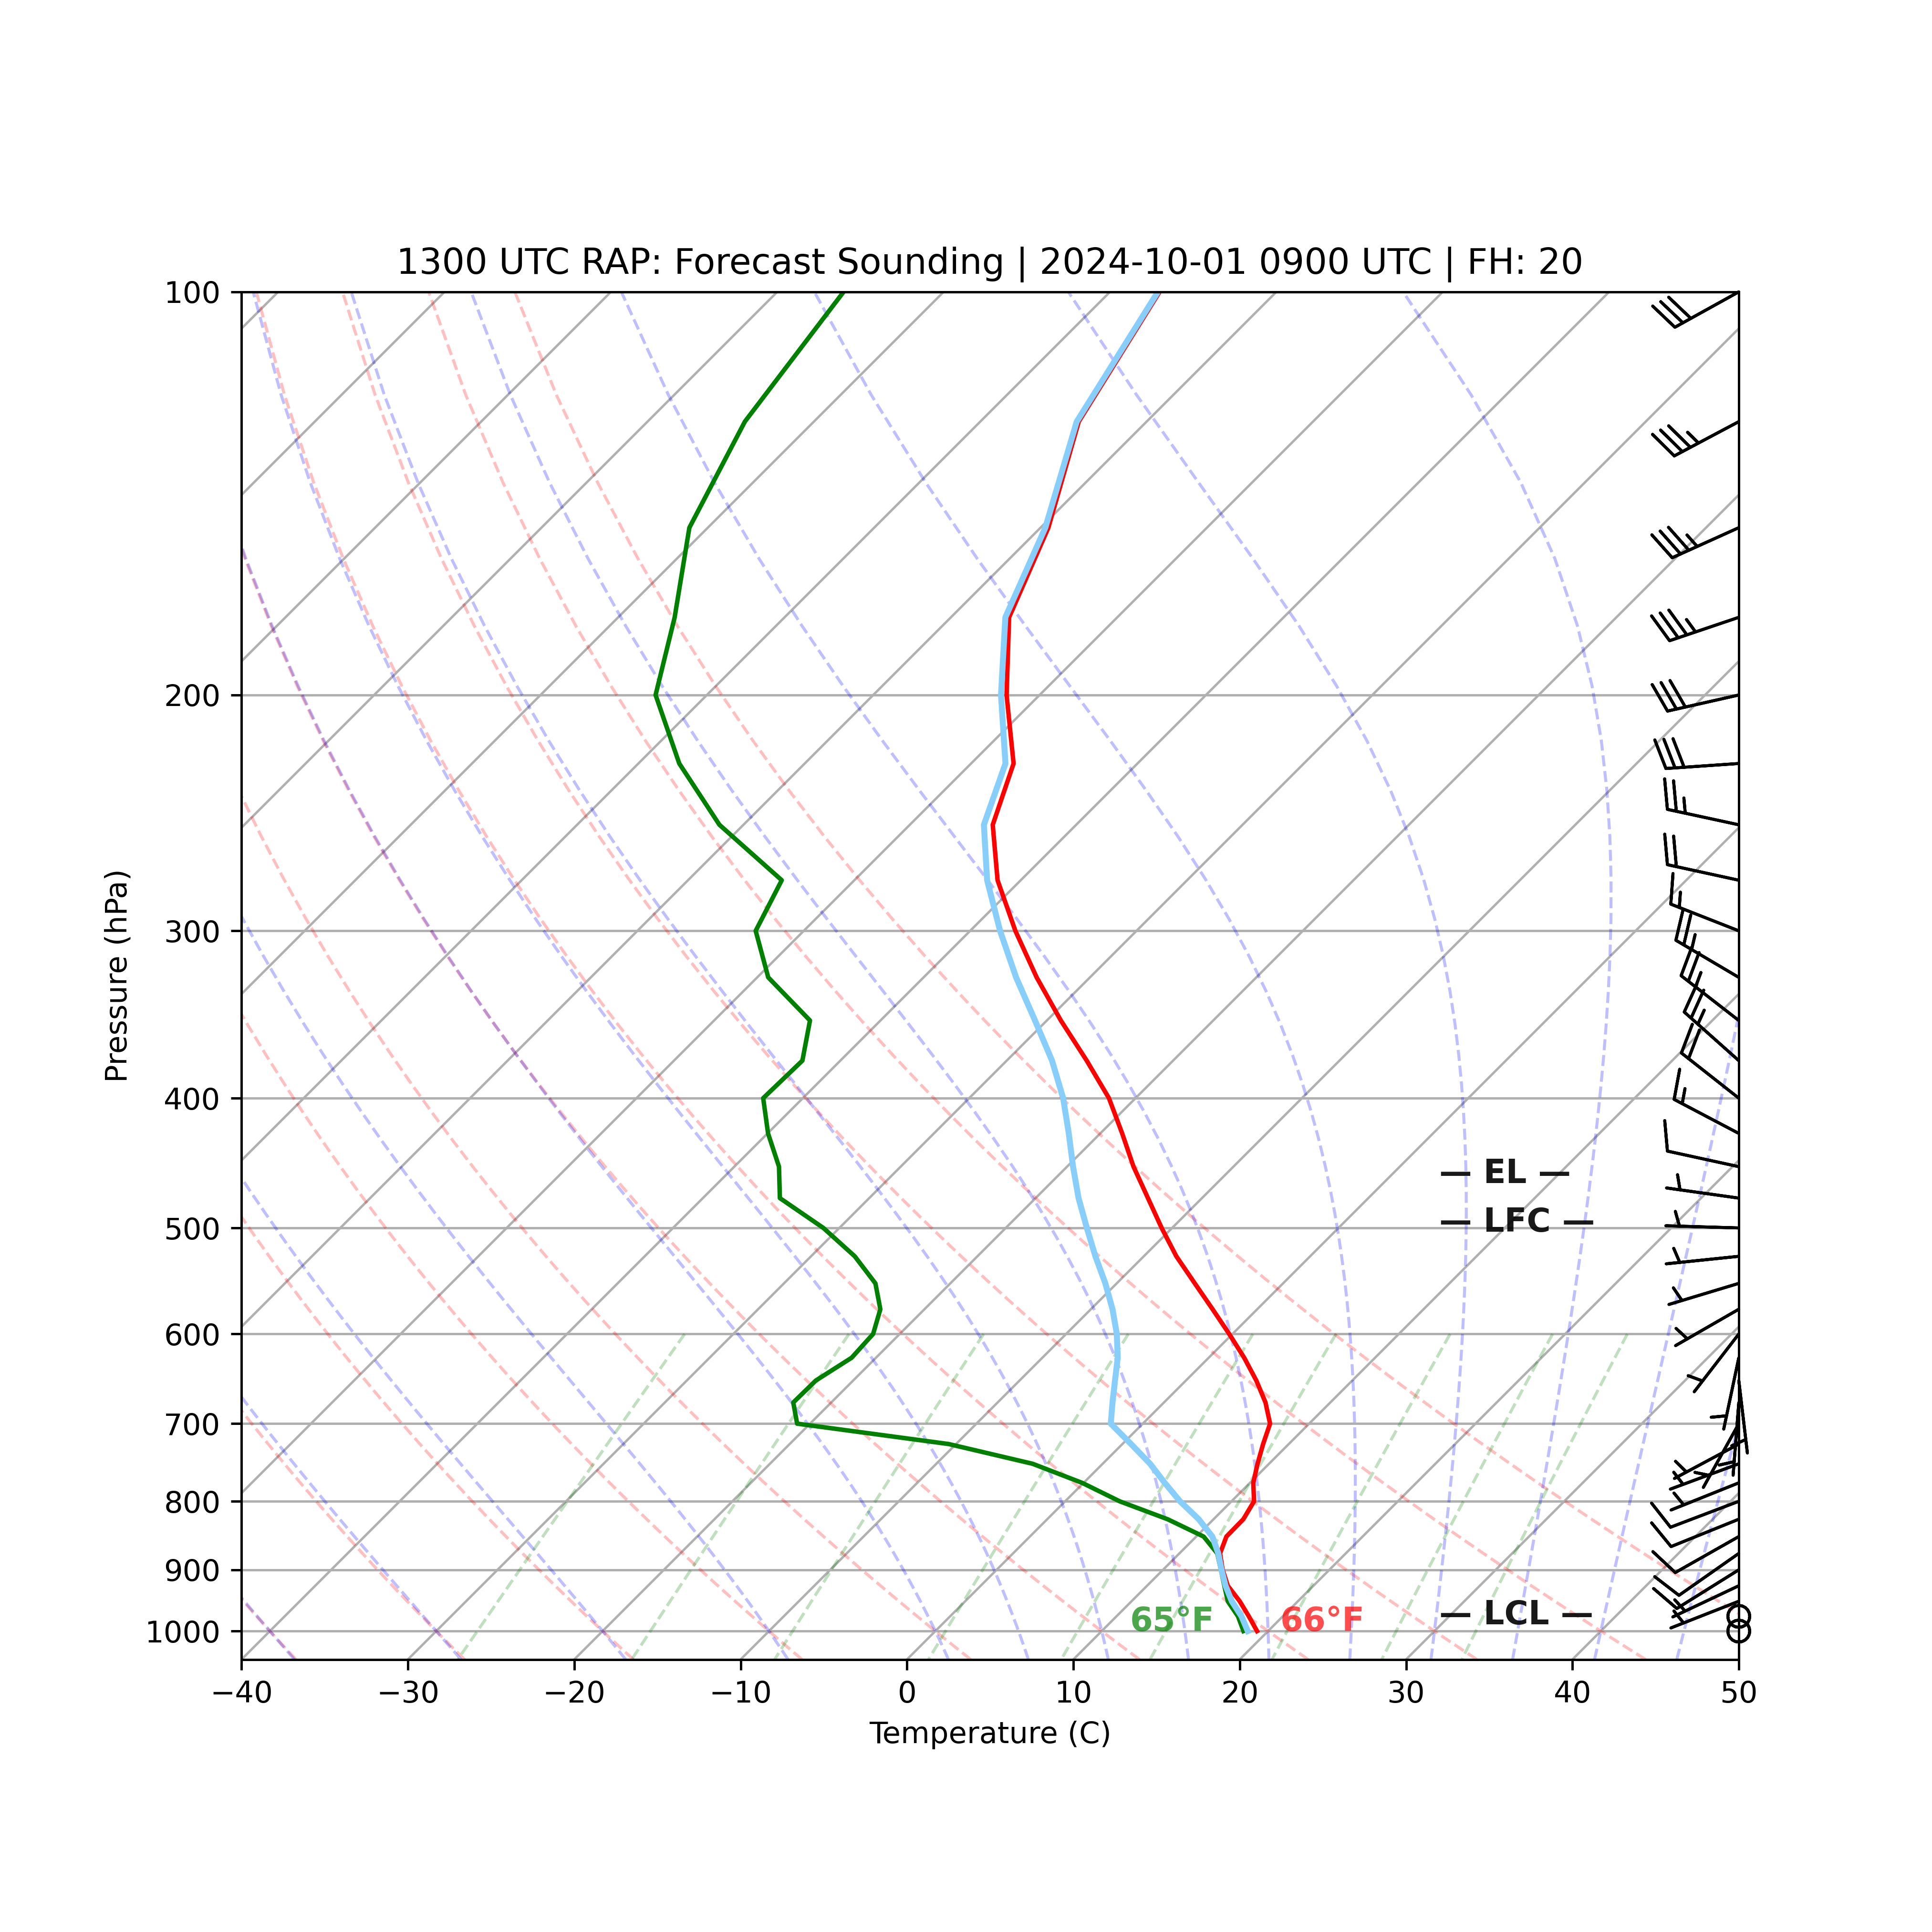 1300 UTC RAP: Forecast Sounding | 2024-10-01 0900 UTC | FH: 20
100
200
300
Pressure (hPa)
400
— EL —
— LFC —
500
600
700
800
900
65°F 66°F — LCL —
1000
−40 −30 −20 −10 0 10 20 30 40 50
Temperature (C)